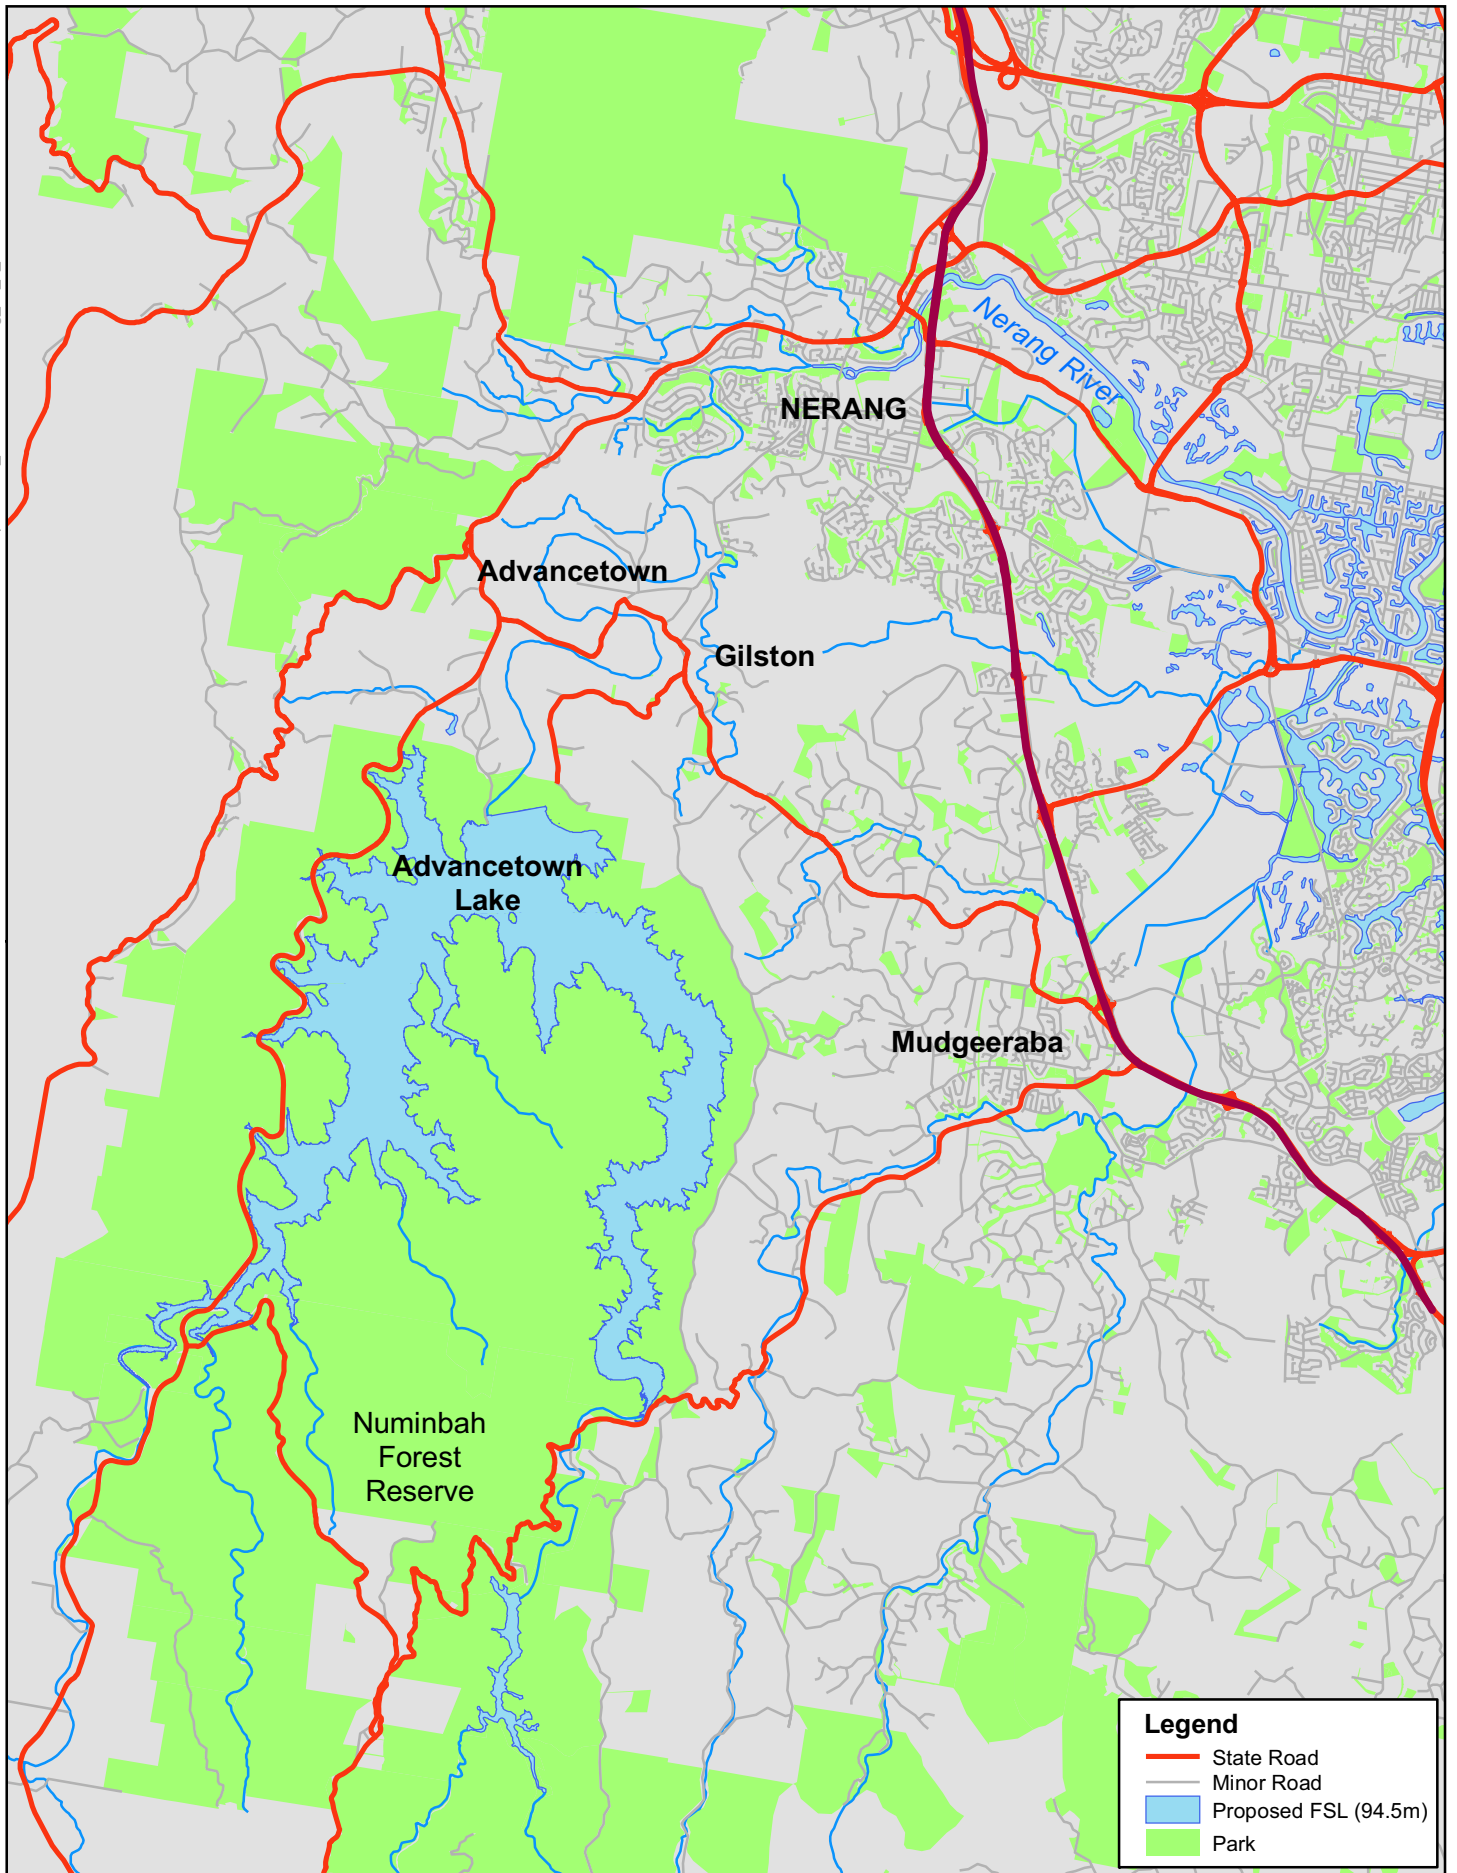 Nerang River
NERANG
Advancetown
Gilston
Advancetown
Lake
Mudgeeraba
Numinbah
Forest
Reserve
Legend
State Road
Minor Road
Proposed FSL (94.5m)
Park